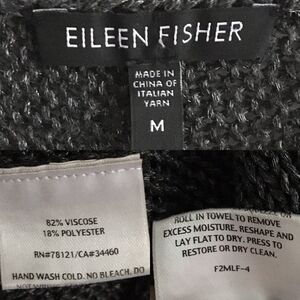 EILEEN FISHER
MADE IN
CHINA OF
ITALIAN
YARN
M
82% VISCOSE
18% POLYESTER
RN#78121/CA#34460
HAND WASH COLD. NO BLEACH. DO
ROLL IN TOWEL TO REMOVE
EXCESS MOISTURE, RESHAPE AND
LAY FLAT TO DRY. PRESS TO
RESTORE OR DRY CLEAN.
F2MLF-4